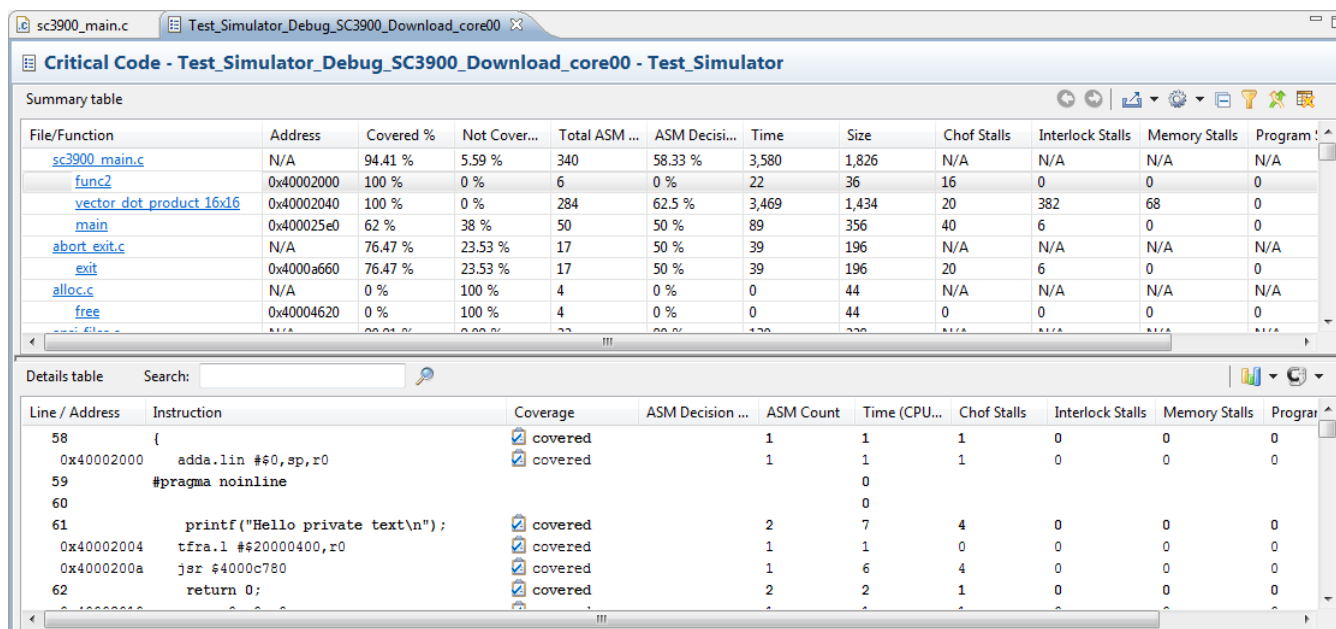 sc3900_main.c Test_Simulator_Debug_SC3900_Download_core00
Critical Code - Test_Simulator_Debug_SC3900_Download_core00 - Test_Simulator
Summary table
File/Function Address Covered % Not Cover... Total ASM ... ASM Decisi... Time Size Chof Stalls Interlock Stalls Memory Stalls Program
sc3900_main.c N/A 94.41 % 5.59 % 340 58.33 % 3,580 1,826 N/A N/A N/A N/A
func2 0x40002000 100 % 0 % 6 0 % 22 36 16 0 0 0
vector_dot_product_16x16 0x40002040 100 % 0 % 284 62.5 % 3,469 1,434 20 382 68 0
main 0x400025e0 62 % 38 % 50 50 % 89 356 40 6 0 0
abort_exit.c N/A 76.47 % 23.53 % 17 50 % 39 196 N/A N/A N/A N/A
exit 0x4000a660 76.47 % 23.53 % 17 50 % 39 196 20 6 0 0
alloc.c N/A 0 % 100 % 4 0 % 0 44 N/A N/A N/A N/A
free 0x40004620 0 % 100 % 4 0 % 0 44 0 0 0 0
Details table Search:
Line / Address Instruction Coverage ASM Decision ... ASM Count Time (CPU... Chof Stalls Interlock Stalls Memory Stalls Progran
58 { covered 1 1 1 0 0 0
0x40002000 adda.lin #$0,sp,r0 covered 1 1 1 0 0 0
59 #pragma noinline 0
60 0
61 printf("Hello private text\n"); covered 2 7 4 0 0 0
0x40002004 tfra.l #$20000400,r0 covered 1 1 0 0 0 0
0x4000200a jsr $4000c780 covered 1 6 4 0 0 0
62 return 0; covered 2 2 1 0 0 0